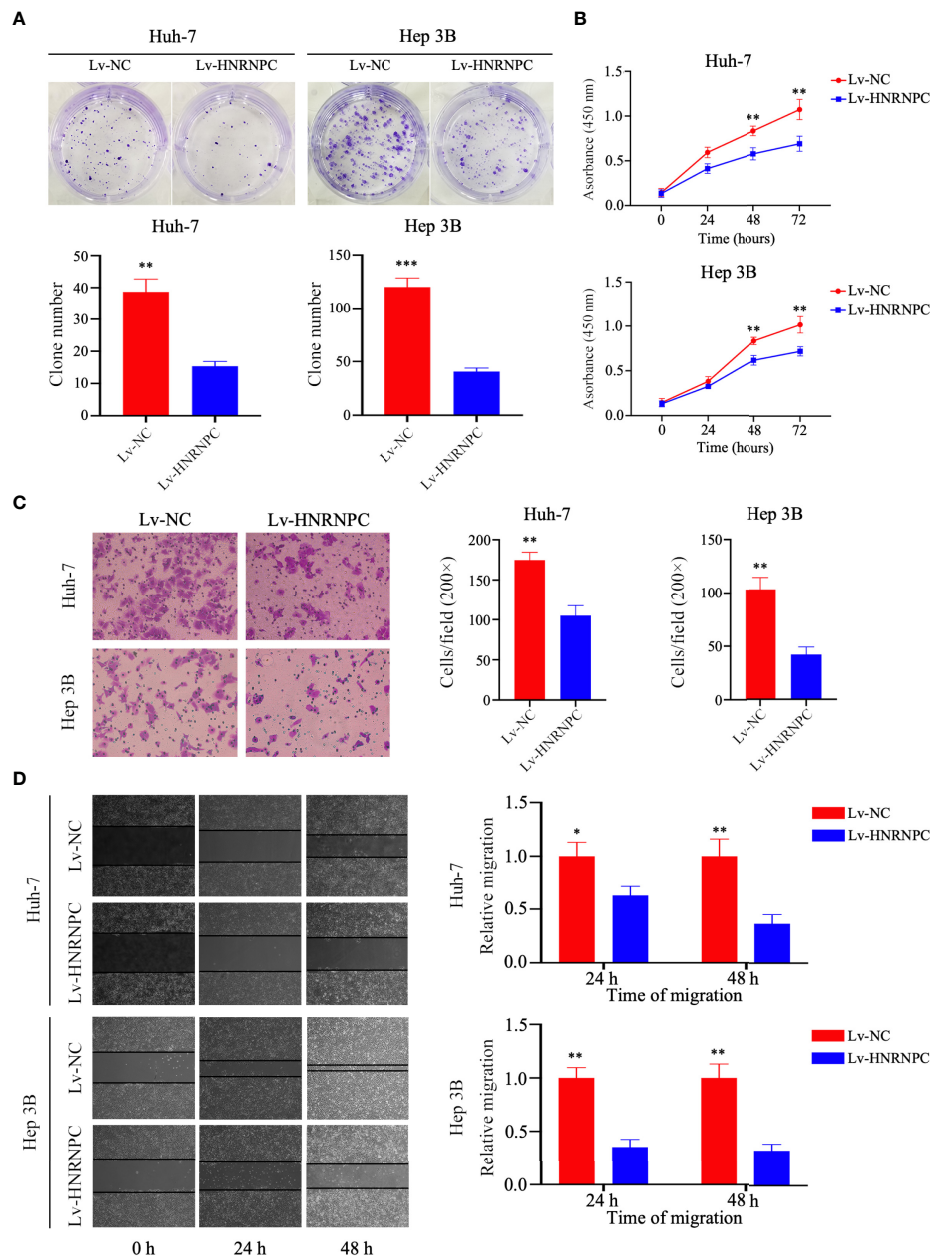 A
Huh-7
Hep 3B
Lv-NC
Lv-HNRNPC
Lv-NC
Lv-HNRNPC
Huh-7
Clone number
50
40
30
20
10
0
**
Lv-NC
Lv-HNRNPC
Hep 3B
Clone number
150
100
50
0
***
Lv-NC
Lv-HNRNPC
B
Huh-7
Asorbance (450 nm)
1.5
1.0
0.5
0.0
**
**
0
24
48
72
Time (hours)
Lv-NC
Lv-HNRNPC
Hep 3B
Asorbance (450 nm)
1.5
1.0
0.5
0.0
**
**
0
24
48
72
Time (hours)
Lv-NC
Lv-HNRNPC
C
Lv-NC
Lv-HNRNPC
Huh-7
Hep 3B
Huh-7
Cells/field (200×)
200
150
100
50
0
**
Lv-NC
Lv-HNRNPC
Hep 3B
Cells/field (200×)
150
100
50
0
**
Lv-NC
Lv-HNRNPC
D
Huh-7
Lv-NC
Lv-HNRNPC
Hep 3B
Lv-NC
Lv-HNRNPC
0 h
24 h
48 h
Huh-7
Relative migration
1.5
1.0
0.5
0.0
*
**
24 h
48 h
Time of migration
Lv-NC
Lv-HNRNPC
Hep 3B
Relative migration
1.5
1.0
0.5
0.0
**
**
24 h
48 h
Time of migration
Lv-NC
Lv-HNRNPC